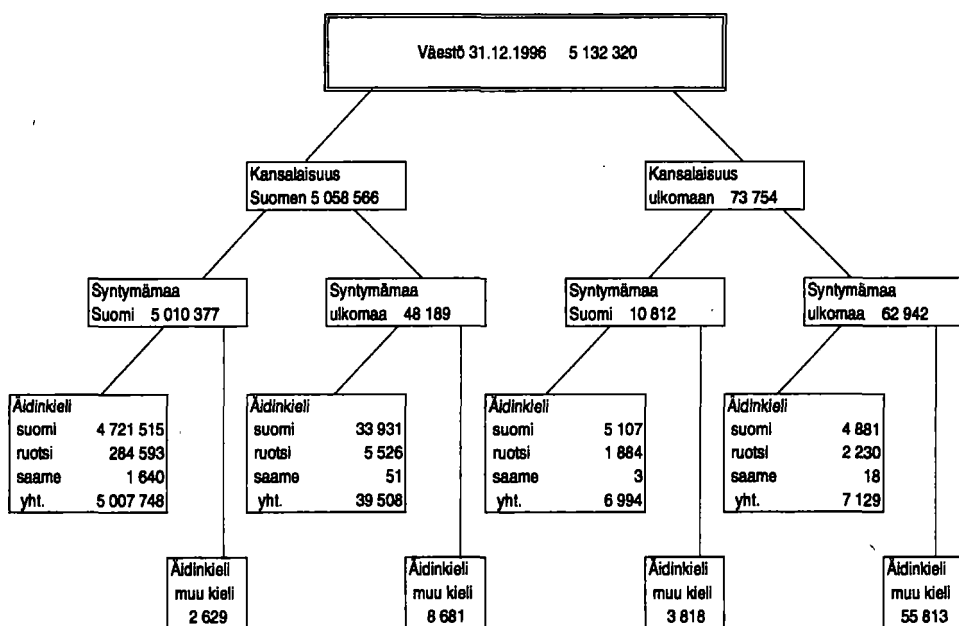 Väestö 31.12.1996 5 132 320
Kansalaisuus
Suomen 5 058 566
Kansalaisuus
ulkomaan 73 754
Syntymämaa
Suomi 5 010 377
Syntymämaa
ulkomaa 48 189
Syntymämaa
Suomi 10 812
Syntymämaa
ulkomaa 62 942
Äidinkieli
suomi 4 721 515
ruotsi 284 593
saame 1 640
yht. 5 007 748
Äidinkieli
suomi 33 931
ruotsi 5 526
saame 51
yht. 39 508
Äidinkieli
suomi 5 107
ruotsi 1 884
saame 3
yht. 6 994
Äidinkieli
suomi 4 881
ruotsi 2 230
saame 18
yht. 7 129
Äidinkieli
muu kieli
2 629
Äidinkieli
muu kieli
8 681
Äidinkieli
muu kieli
3 818
Äidinkieli
muu kieli
55 813